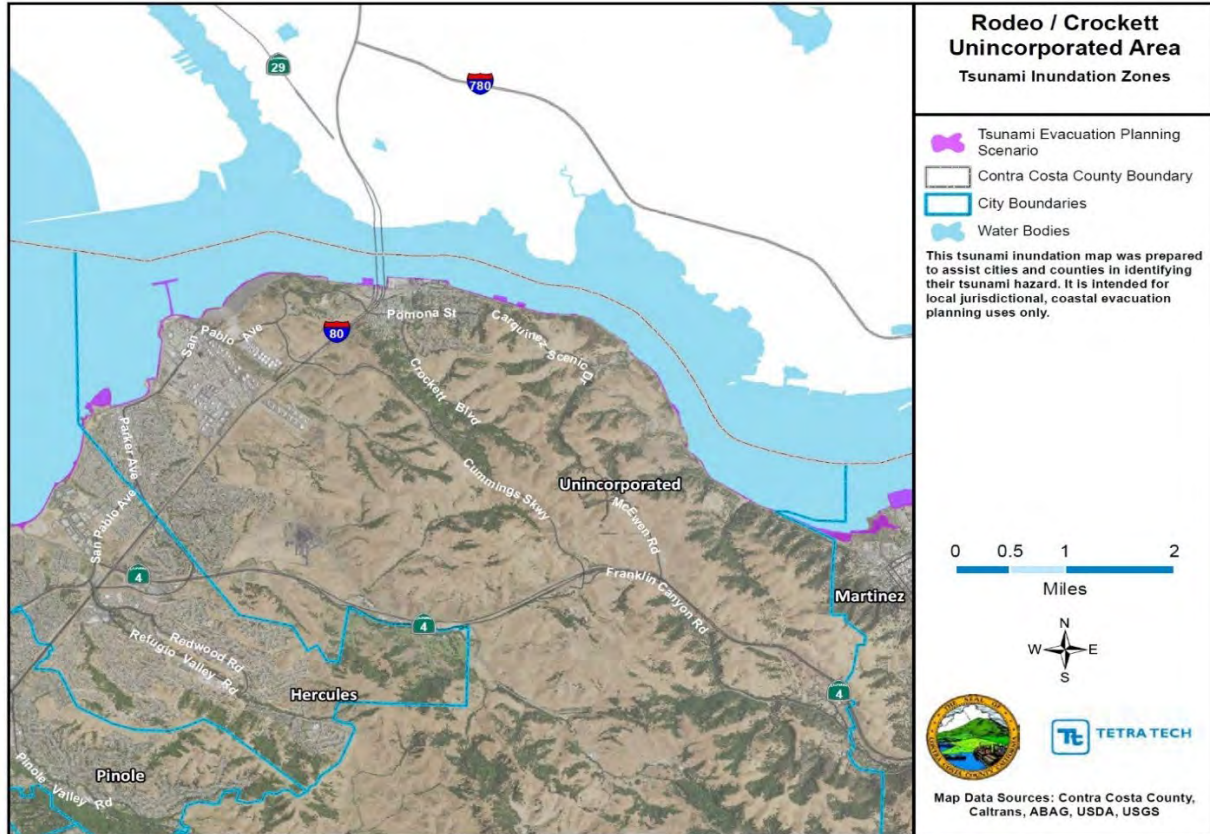 Rodeo / Crockett
Unincorporated Area
Tsunami Inundation Zones
Tsunami Evacuation Planning
Scenario
Contra Costa County Boundary
City Boundaries
Water Bodies
This tsunami inundation map was prepared
to assist cities and counties in identifying
their tsunami hazard. It is intended for
local jurisdictional, coastal evacuation
planning uses only.
29
780
Pomona St
Carquinez Scenic Dr
San Pablo Ave
80
Crockett Blvd
Parker Ave
Cummings Skwy
Unincorporated
McEwen Rd
San Pablo Ave
4
Franklin Canyon Rd
Martinez
4
Redwood Rd
Refugio Valley Rd
Hercules
4
Pinole
Pinole Valley Rd
0 0.5 1 2
Miles
N
W E
S
TETRA TECH
Map Data Sources: Contra Costa County,
Caltrans, ABAG, USDA, USGS